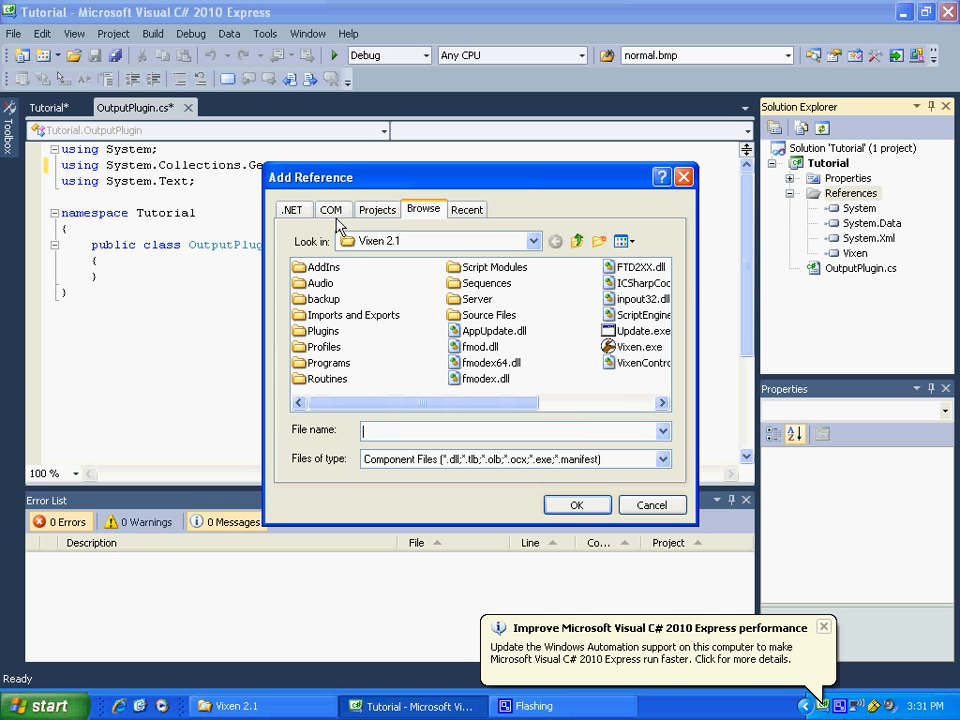 Tutorial - Microsoft Visual C# 2010 Express
File Edit View Project Build Debug Data Tools Window Help
Debug Any CPU normal.bmp
Toolbox
Tutorial* OutputPlugin.cs*
Tutorial.OutputPlugin
using System;
using System.Collections.Ge
using System.Text;
namespace Tutorial
{
public class OutputPlug
{
}
}
100 %
Add Reference
.NET COM Projects Browse Recent
Look in: Vixen 2.1
AddIns
Audio
backup
Imports and Exports
Plugins
Profiles
Programs
Routines
Script Modules
Sequences
Server
Source Files
AppUpdate.dll
fmod.dll
fmodex64.dll
fmodex.dll
FTD2XX.dll
ICSharpCod
inpout32.dll
ScriptEngine
Update.exe
Vixen.exe
VixenContro
File name:
Files of type: Component Files (*.dll;*.tlb;*.olb;*.ocx;*.exe;*.manifest)
OK Cancel
Solution Explorer
Solution 'Tutorial' (1 project)
Tutorial
Properties
References
System
System.Data
System.Xml
Vixen
OutputPlugin.cs
Properties
Error List
0 Errors 0 Warnings 0 Messages
Description File Line Co... Project
Improve Microsoft Visual C# 2010 Express performance
Update the Windows Automation support on this computer to make
Microsoft Visual C# 2010 Express run faster. Click for more details.
Ready
start Vixen 2.1 Tutorial - Microsoft Vi... Flashing 3:31 PM